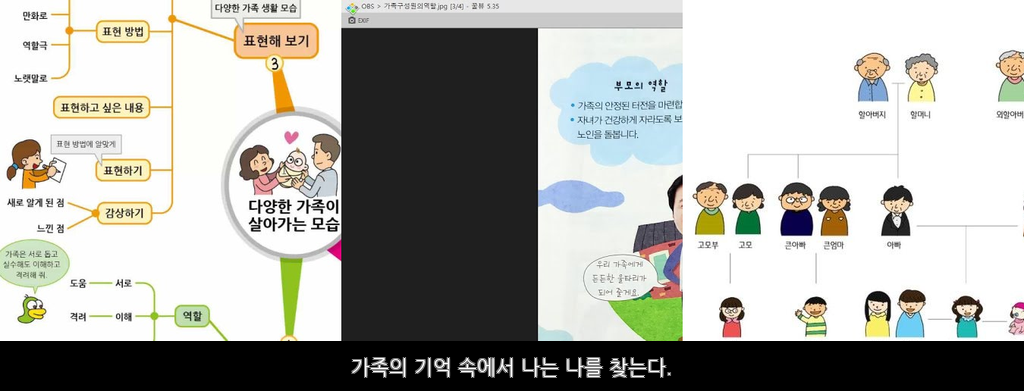 다양한 가족 생활 모습
만화로
역할극
노랫말로
표현 방법
표현해 보기
3
표현하고 싶은 내용
표현 방법에 알맞게
표현하기
새로 알게 된 점
느낀 점
감상하기
다양한 가족이
살아가는 모습
가족은 서로 돕고
실수해도 이해하고
격려해 줘.
도움
서로
격려
이해
역할
OBS > 가족구성원의역할.jpg [3/4] - 꿀뷰 5.35
EXIF
부모의 역할
• 가족의 안정된 터전을 마련합
• 자녀가 건강하게 자라도록 보
노인을 돌봅니다.
우리 가족에게
든든한 울타리가
되어 줄게요.
할아버지
할머니
외할아버
고모부
고모
큰아빠
큰엄마
아빠
가족의 기억 속에서 나는 나를 찾는다.